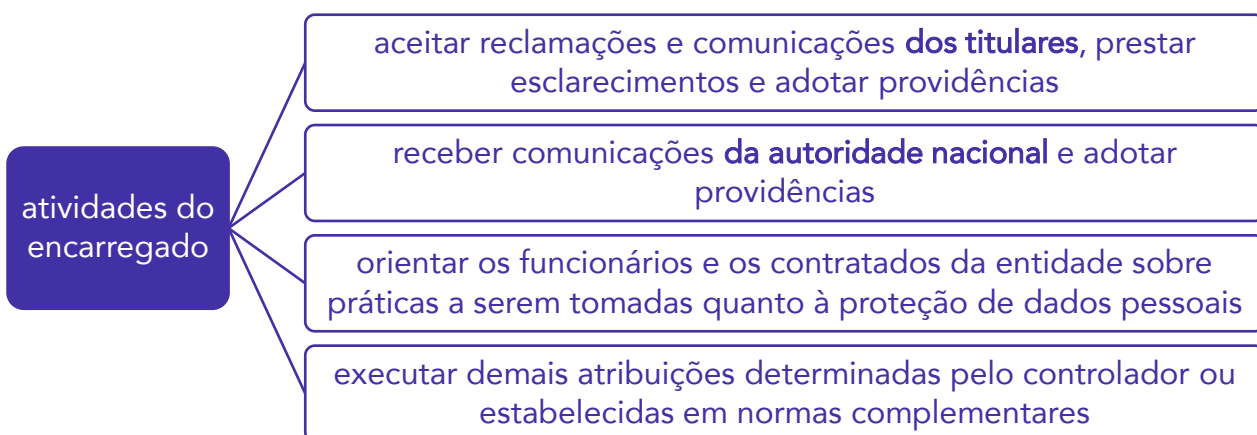 atividades do
encarregado
aceitar reclamações e comunicações dos titulares, prestar
esclarecimentos e adotar providências
receber comunicações da autoridade nacional e adotar
providências
orientar os funcionários e os contratados da entidade sobre
práticas a serem tomadas quanto à proteção de dados pessoais
executar demais atribuições determinadas pelo controlador ou
estabelecidas em normas complementares